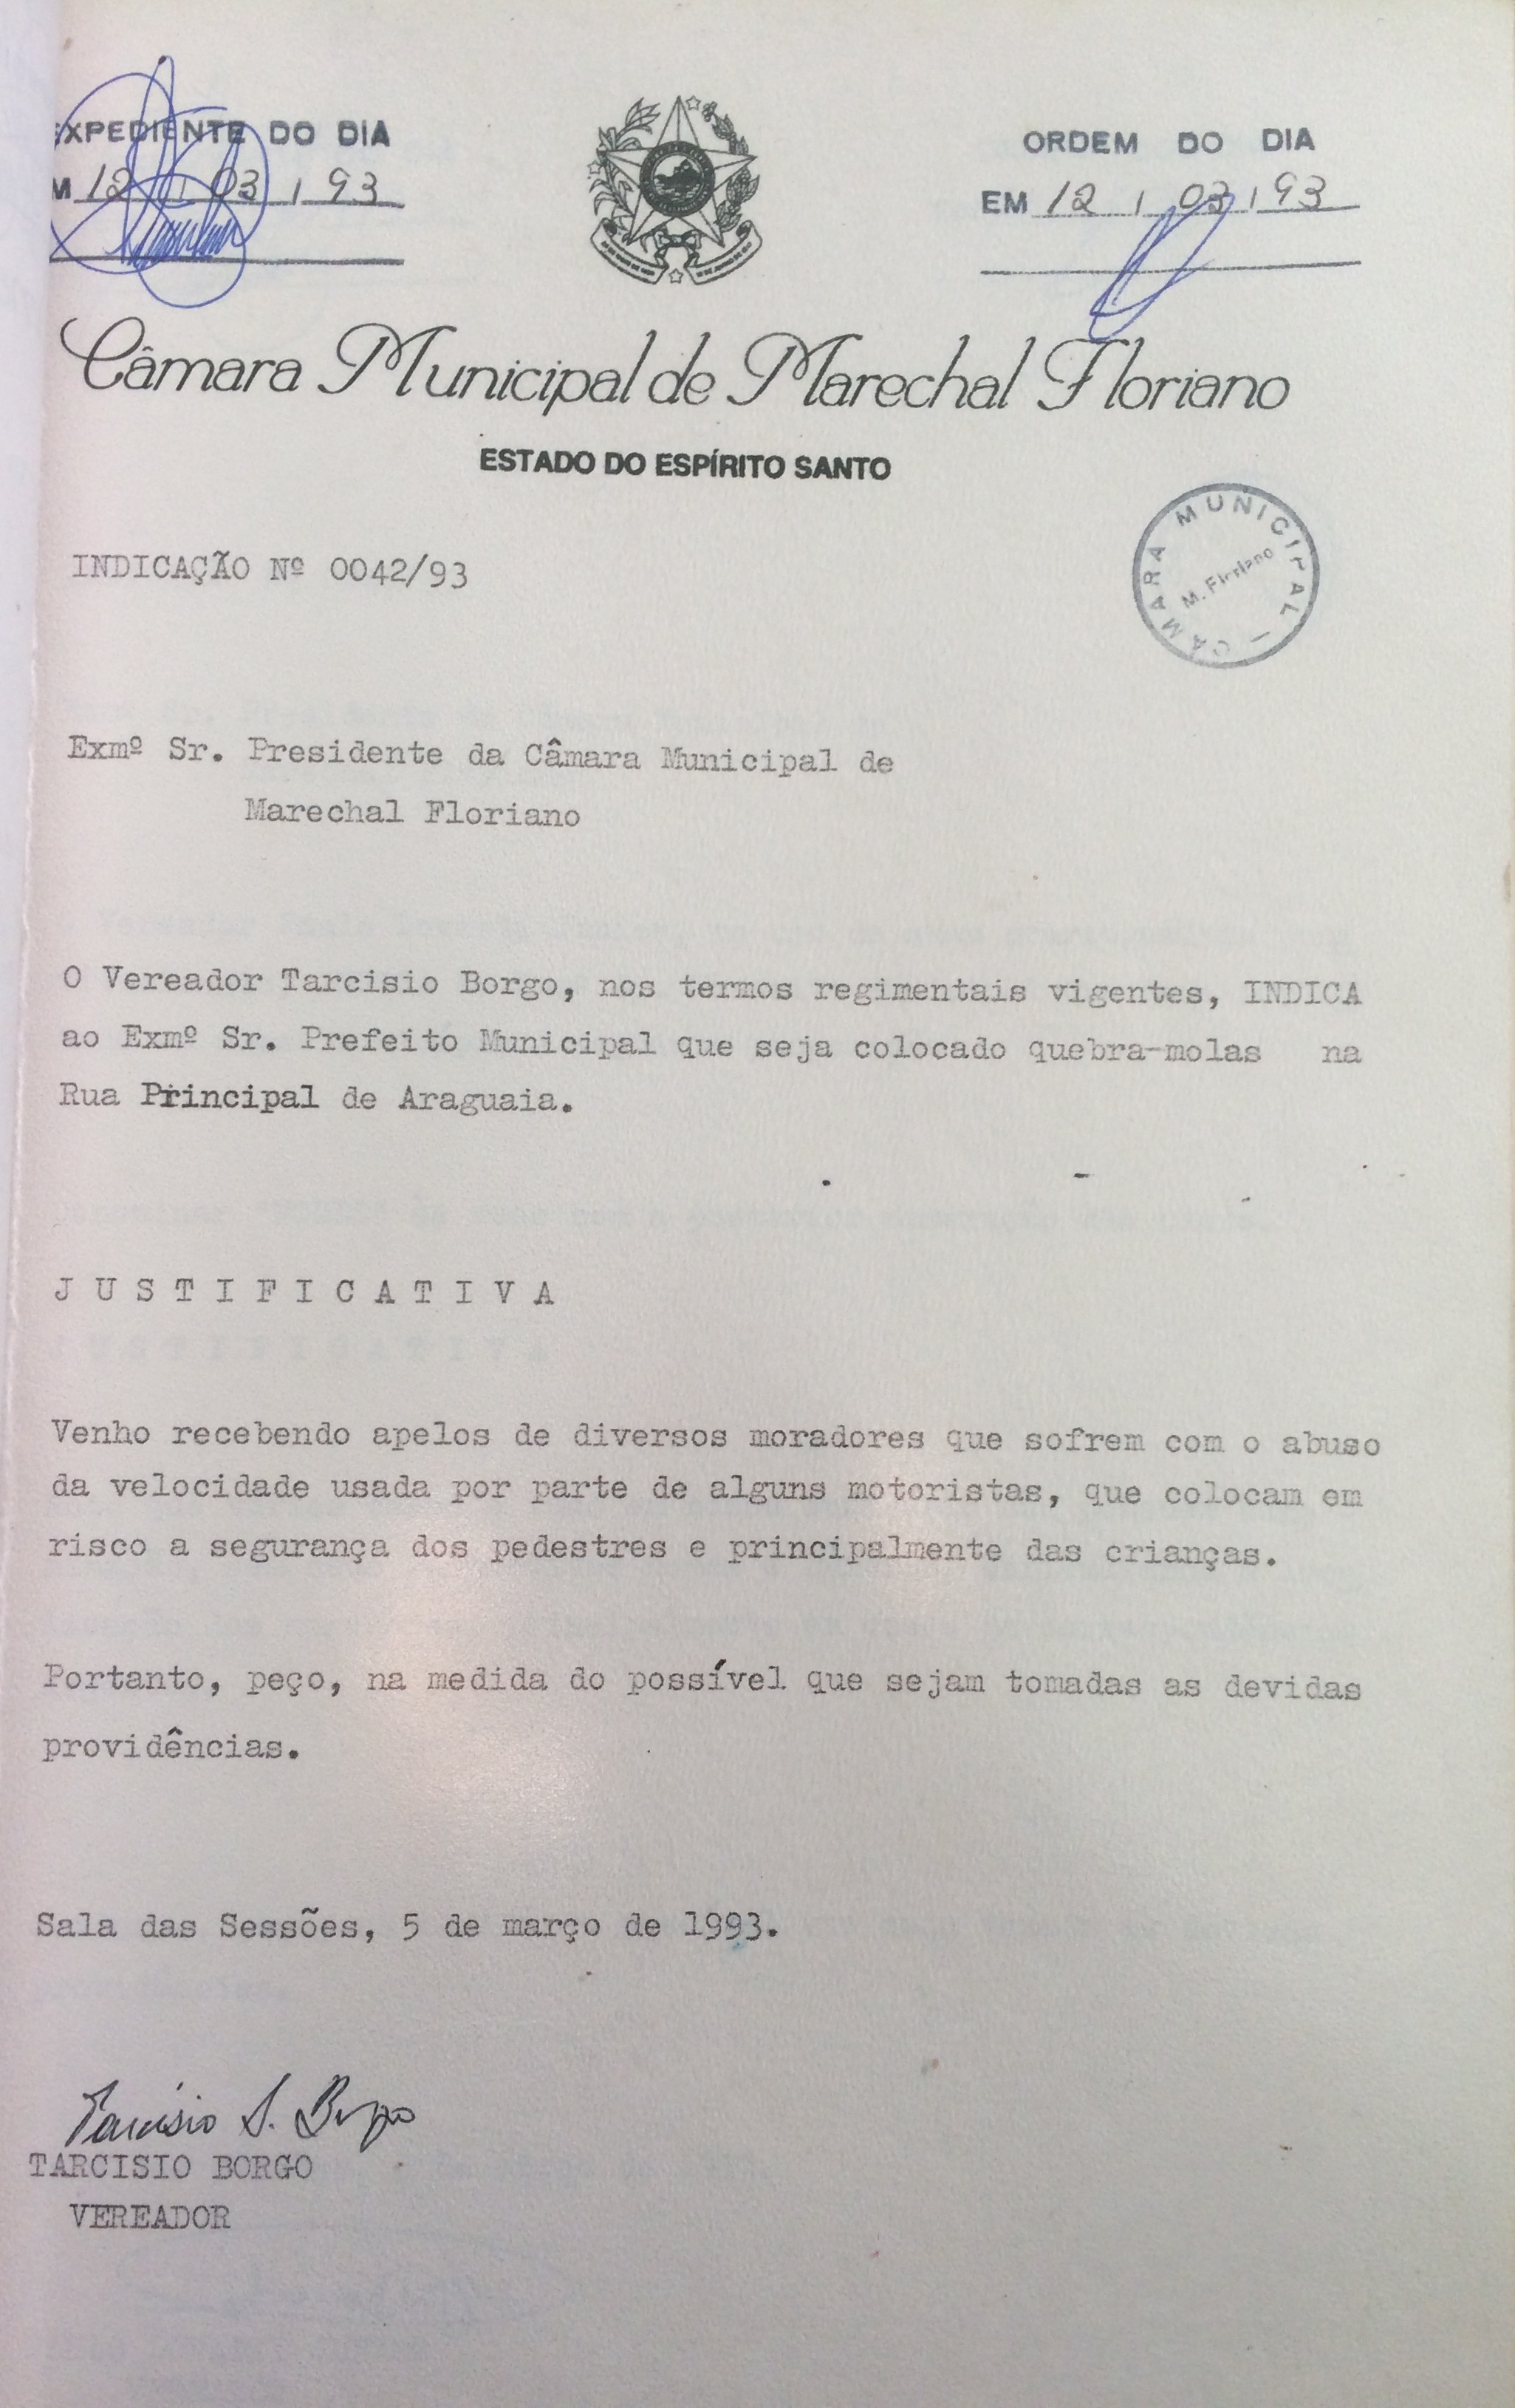 EXPEDIENTE DO DIA
M 12 / 03 / 93
ORDEM DO DIA
EM 12 / 03 / 93
Câmara Municipal de Marechal Floriano
ESTADO DO ESPÍRITO SANTO
CÂMARA MUNICIPAL
M. Floriano
INDICAÇÃO Nº 0042/93
Exmº Sr. Presidente da Câmara Municipal de
Marechal Floriano
O Vereador Tarcisio Borgo, nos termos regimentais vigentes, INDICA
ao Exmº Sr. Prefeito Municipal que seja colocado quebra-molas na
Rua Principal de Araguaia.
JUSTIFICATIVA
Venho recebendo apelos de diversos moradores que sofrem com o abuso
da velocidade usada por parte de alguns motoristas, que colocam em
risco a segurança dos pedestres e principalmente das crianças.
Portanto, peço, na medida do possível que sejam tomadas as devidas
providências.
Sala das Sessões, 5 de março de 1993.
Tarcísio S. Borgo
TARCISIO BORGO
VEREADOR